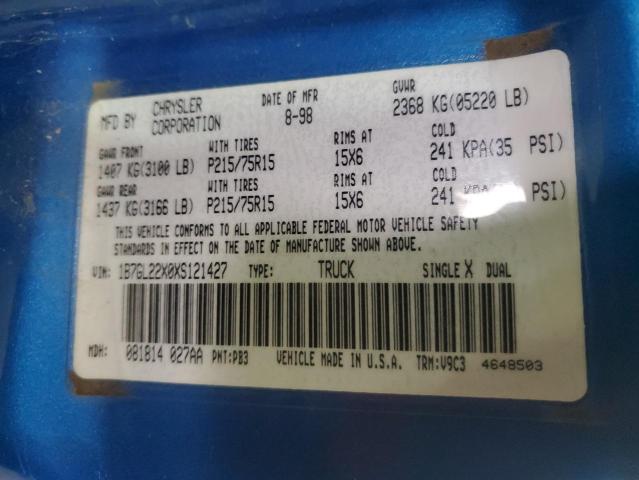 MFD BY CHRYSLER CORPORATION DATE OF MFR 8-98 GVWR 2368 KG(05220 LB)
GAWR FRONT WITH TIRES RIMS AT COLD
1407 KG(3100 LB) P215/75R15 15X6 241 KPA(35 PSI)
GAWR REAR WITH TIRES RIMS AT COLD
1437 KG(3166 LB) P215/75R15 15X6 241 PSI)
THIS VEHICLE CONFORMS TO ALL APPLICABLE FEDERAL MOTOR VEHICLE SAFETY
STANDARDS IN EFFECT ON THE DATE OF MANUFACTURE SHOWN ABOVE.
VIN: 1B7GL22X0XS121427 TYPE: TRUCK SINGLE X DUAL
MDH: 081814 027AA PNT:PB3 VEHICLE MADE IN U.S.A. TRM:V9C3 4648503